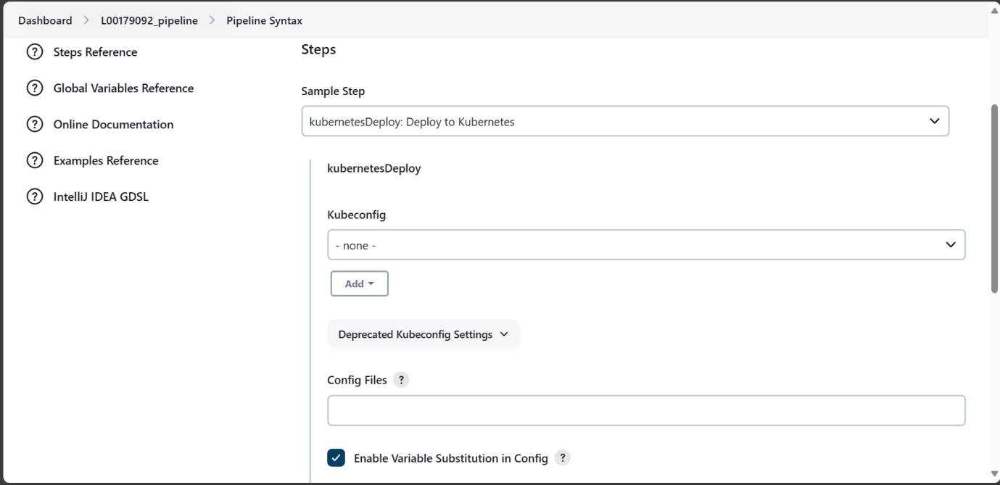 Dashboard > L00179092_pipeline > Pipeline Syntax
Steps Reference
Global Variables Reference
Online Documentation
Examples Reference
IntelliJ IDEA GDSL
Steps
Sample Step
kubernetesDeploy: Deploy to Kubernetes
kubernetesDeploy
Kubeconfig
- none -
Add
Deprecated Kubeconfig Settings
Config Files ?
Enable Variable Substitution in Config ?